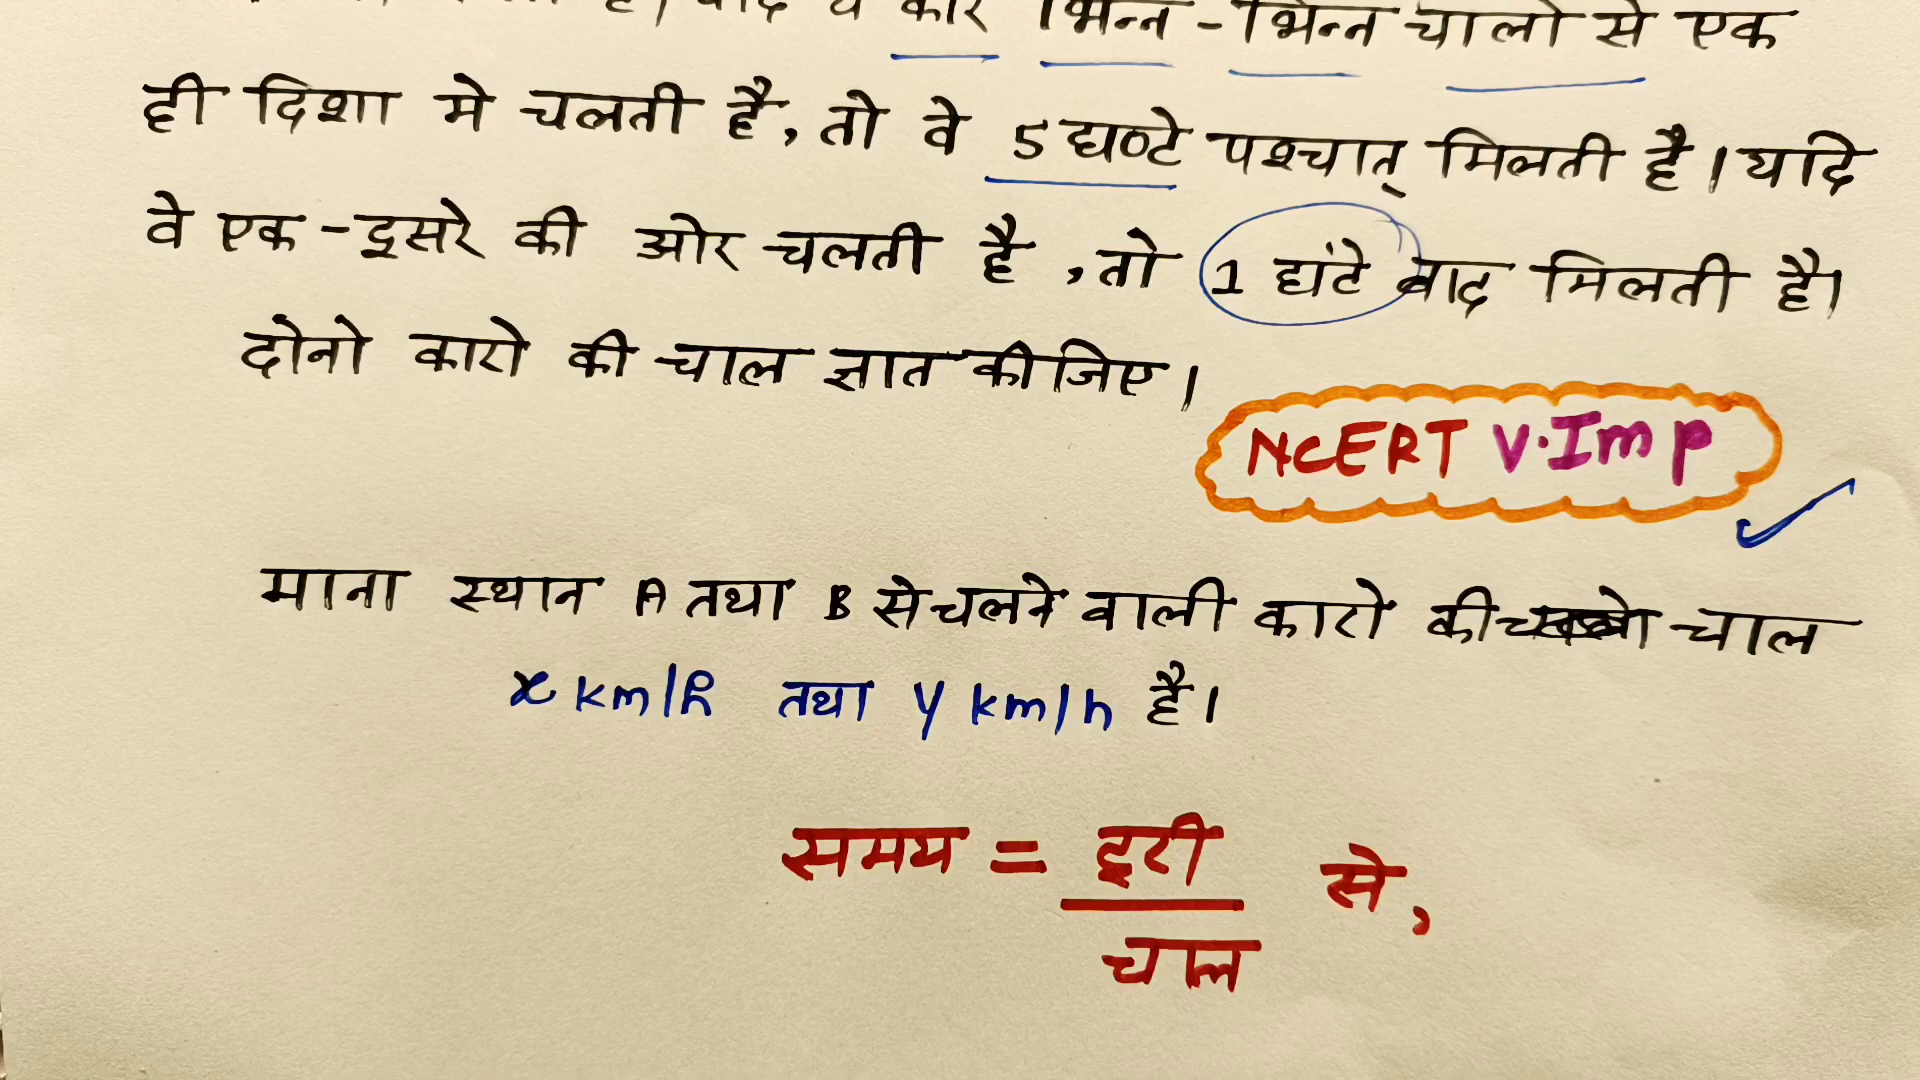 कार भिन्न-भिन्न चालो से एक
ही दिशा मे चलती है, तो वे 5 घण्टे पश्चात् मिलती है। यदि
वे एक-दूसरे की ओर चलती है, तो 1 घंटे बाद मिलती है।
दोनो कारो की चाल ज्ञात कीजिए।
NCERT V.Imp
माना स्थान A तथा B से चलने वाली कारो की चाल
x km/h तथा y km/h है।
समय = दूरी से,
चाल